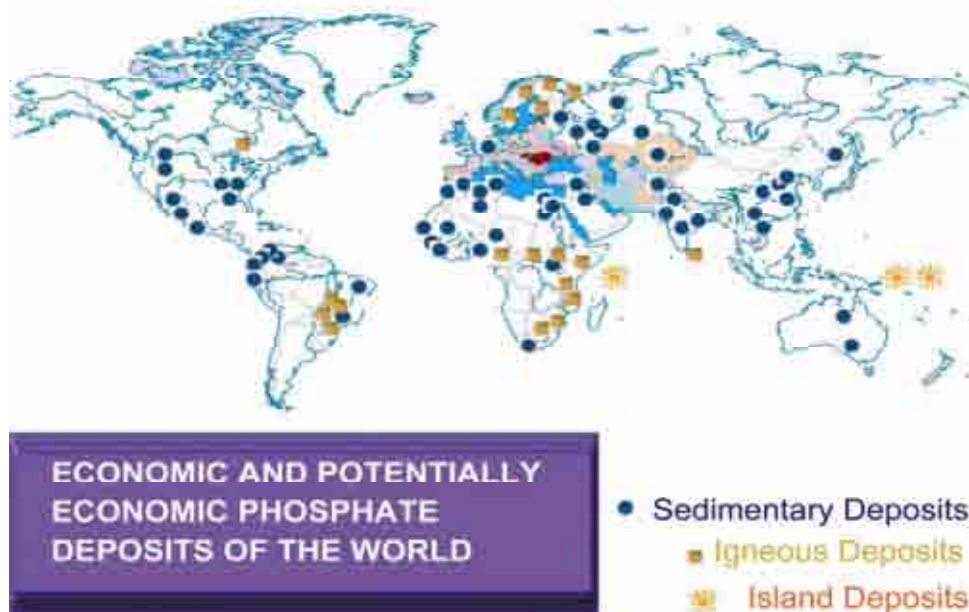 ECONOMIC AND POTENTIALLY
ECONOMIC PHOSPHATE
DEPOSITS OF THE WORLD
Sedimentary Deposits
Igneous Deposits
Island Deposits